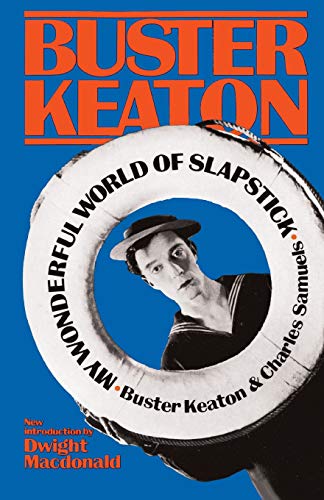 BUSTER
KEATON
MY WONDERFUL WORLD OF SLAPSTICK •
Buster Keaton & Charles Samuels •
New
introduction by
Dwight
Macdonald